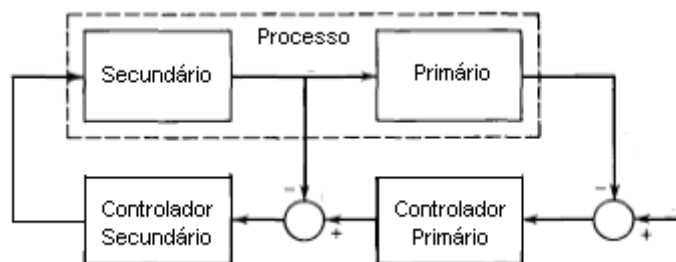 Processo
Secundário
Primário
−
−
Controlador
Secundário
+
Controlador
Primário
+